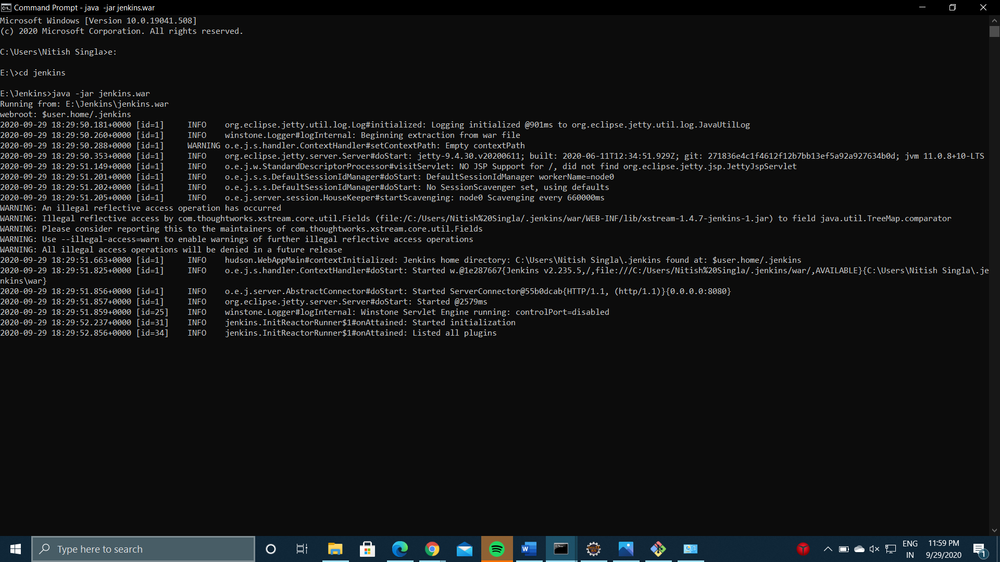 Command Prompt - java  -jar jenkins.war
Microsoft Windows [Version 10.0.19041.508]
(c) 2020 Microsoft Corporation. All rights reserved.
C:\Users\Nitish Singla>e:
E:\>cd jenkins
E:\Jenkins>java -jar jenkins.war
Running from: E:\Jenkins\jenkins.war
webroot: $user.home/.jenkins
2020-09-29 18:29:50.181+0000 [id=1]     INFO    org.eclipse.jetty.util.log.Log#initialized: Logging initialized @901ms to org.eclipse.jetty.util.log.JavaUtilLog
2020-09-29 18:29:50.260+0000 [id=1]     INFO    winstone.Logger#logInternal: Beginning extraction from war file
2020-09-29 18:29:50.288+0000 [id=1]     WARNING o.e.j.s.handler.ContextHandler#setContextPath: Empty contextPath
2020-09-29 18:29:50.353+0000 [id=1]     INFO    org.eclipse.jetty.server.Server#doStart: jetty-9.4.30.v20200611; built: 2020-06-11T12:34:51.929Z; git: 271836e4c1f4612f12b7bb13ef5a92a927634b0d; jvm 11.0.8+10-LTS
2020-09-29 18:29:51.149+0000 [id=1]     INFO    o.e.j.w.StandardDescriptorProcessor#visitServlet: NO JSP Support for /, did not find org.eclipse.jetty.jsp.JettyJspServlet
2020-09-29 18:29:51.201+0000 [id=1]     INFO    o.e.j.s.s.DefaultSessionIdManager#doStart: DefaultSessionIdManager workerName=node0
2020-09-29 18:29:51.202+0000 [id=1]     INFO    o.e.j.s.s.DefaultSessionIdManager#doStart: No SessionScavenger set, using defaults
2020-09-29 18:29:51.205+0000 [id=1]     INFO    o.e.j.server.session.HouseKeeper#startScavenging: node0 Scavenging every 660000ms
WARNING: An illegal reflective access operation has occurred
WARNING: Illegal reflective access by com.thoughtworks.xstream.core.util.Fields (file:/C:/Users/Nitish%20Singla/.jenkins/war/WEB-INF/lib/xstream-1.4.7-jenkins-1.jar) to field java.util.TreeMap.comparator
WARNING: Please consider reporting this to the maintainers of com.thoughtworks.xstream.core.util.Fields
WARNING: Use --illegal-access=warn to enable warnings of further illegal reflective access operations
WARNING: All illegal access operations will be denied in a future release
2020-09-29 18:29:51.663+0000 [id=1]     INFO    hudson.WebAppMain#contextInitialized: Jenkins home directory: C:\Users\Nitish Singla\.jenkins found at: $user.home/.jenkins
2020-09-29 18:29:51.825+0000 [id=1]     INFO    o.e.j.s.handler.ContextHandler#doStart: Started w.@1e287667{Jenkins v2.235.5,/,file:///C:/Users/Nitish%20Singla/.jenkins/war/,AVAILABLE}{C:\Users\Nitish Singla\.je
nkins\war}
2020-09-29 18:29:51.856+0000 [id=1]     INFO    o.e.j.server.AbstractConnector#doStart: Started ServerConnector@55b0dcab{HTTP/1.1, (http/1.1)}{0.0.0.0:8080}
2020-09-29 18:29:51.857+0000 [id=1]     INFO    org.eclipse.jetty.server.Server#doStart: Started @2579ms
2020-09-29 18:29:51.859+0000 [id=25]    INFO    winstone.Logger#logInternal: Winstone Servlet Engine running: controlPort=disabled
2020-09-29 18:29:52.237+0000 [id=31]    INFO    jenkins.InitReactorRunner$1#onAttained: Started initialization
2020-09-29 18:29:52.856+0000 [id=34]    INFO    jenkins.InitReactorRunner$1#onAttained: Listed all plugins
Type here to search
ENG
IN
11:59 PM
9/29/2020
1